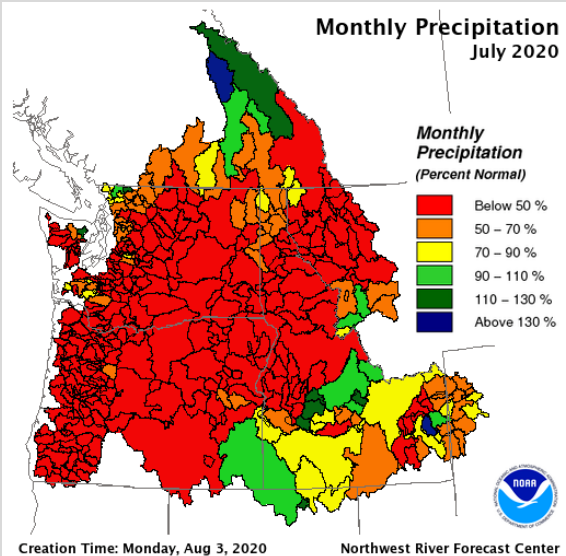 Monthly Precipitation
July 2020
Monthly
Precipitation
(Percent Normal)
Below 50 %
50 – 70 %
70 – 90 %
90 – 110 %
110 – 130 %
Above 130 %
NOAA
Creation Time: Monday, Aug 3, 2020
Northwest River Forecast Center